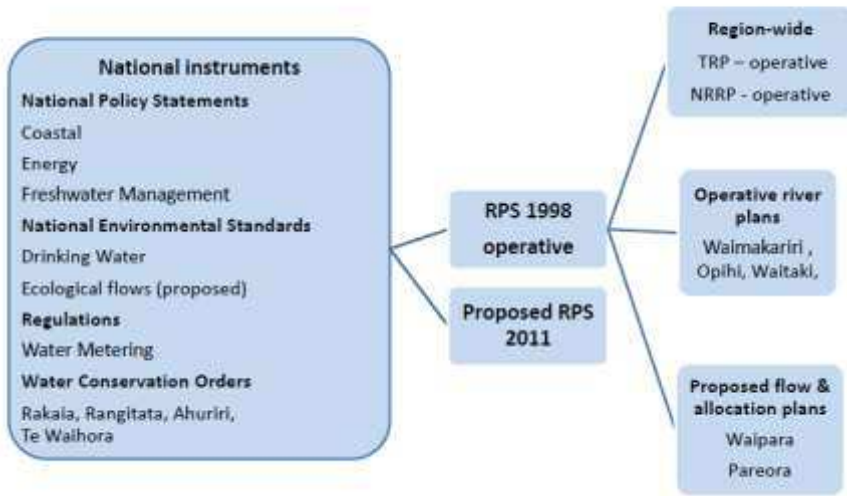 National instruments
National Policy Statements
Coastal
Energy
Freshwater Management
National Environmental Standards
Drinking Water
Ecological flows (proposed)
Regulations
Water Metering
Water Conservation Orders
Rakaia, Rangitata, Ahuriri,
Te Waihora
RPS 1998
operative
Proposed RPS
2011
Region-wide
TRP – operative
NRRP - operative
Operative river
plans
Waimakariri ,
Opihi, Waitaki,
Proposed flow &
allocation plans
Waipara
Pareora